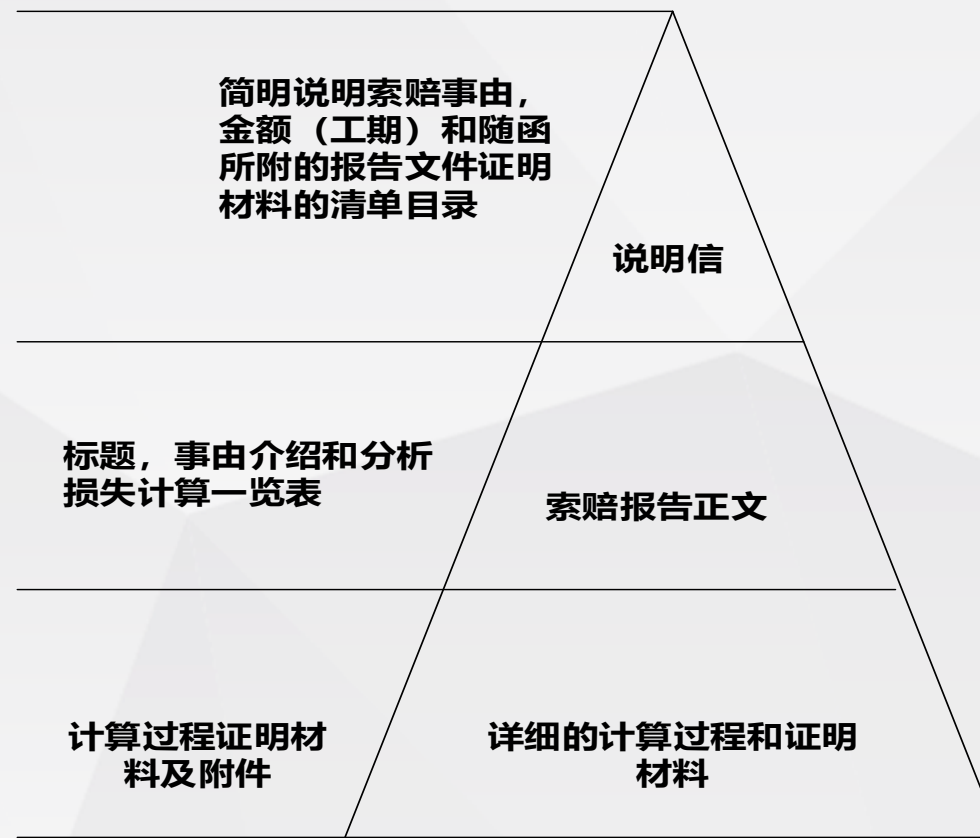 简明说明索赔事由，
金额（工期）和随函
所附的报告文件证明
材料的清单目录
说明信
标题，事由介绍和分析
损失计算一览表
索赔报告正文
计算过程证明材
料及附件
详细的计算过程和证明
材料